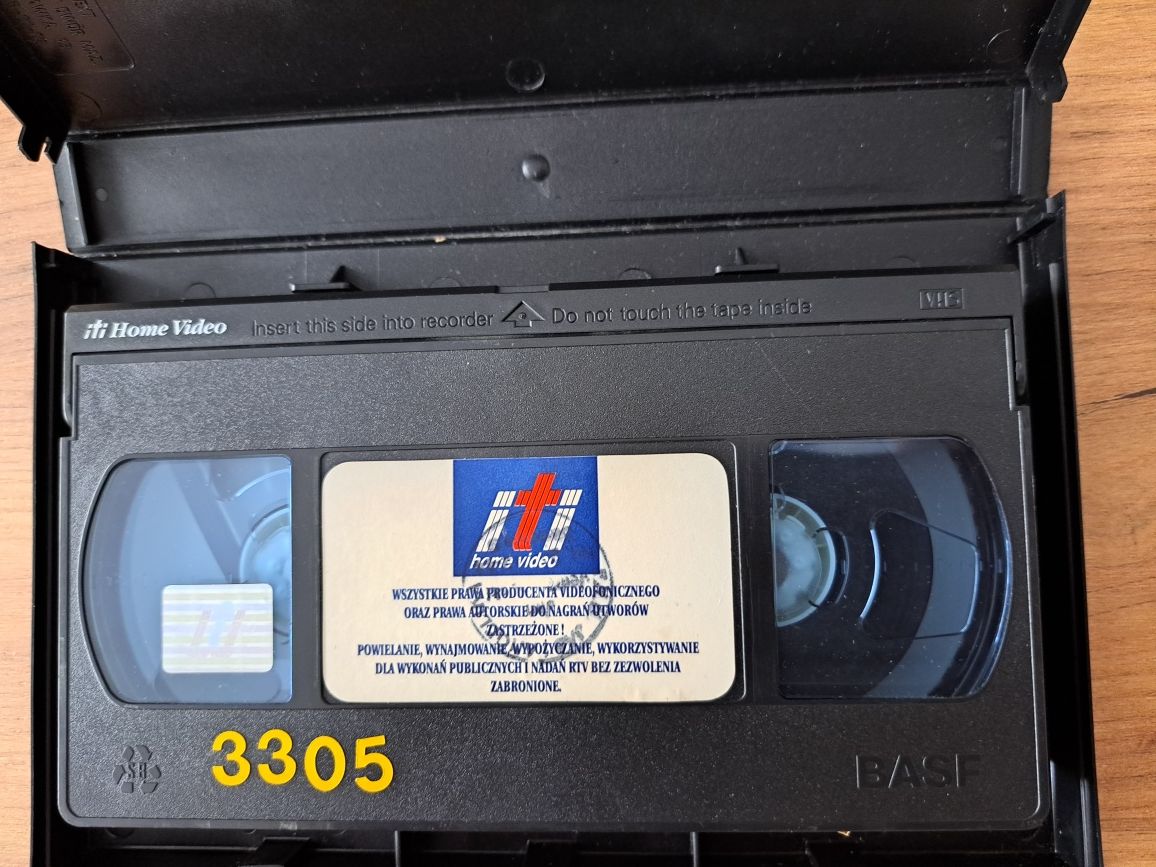 iTi Home Video
Insert this side into recorder
Do not touch the tape inside
VHS
iTi
home video
WSZYSTKIE PRAWA PRODUCENTA VIDEOFONICZNEGO
ORAZ PRAWA AUTORSKIE DO NAGRAŃ UTWORÓW
ZASTRZEŻONE !
POWIELANIE, WYNAJMOWANIE, WYPOŻYCZANIE, WYKORZYSTYWANIE
DLA WYKONAŃ PUBLICZNYCH I NADAŃ RTV BEZ ZEZWOLENIA
ZABRONIONE.
iTi
3305
BASF